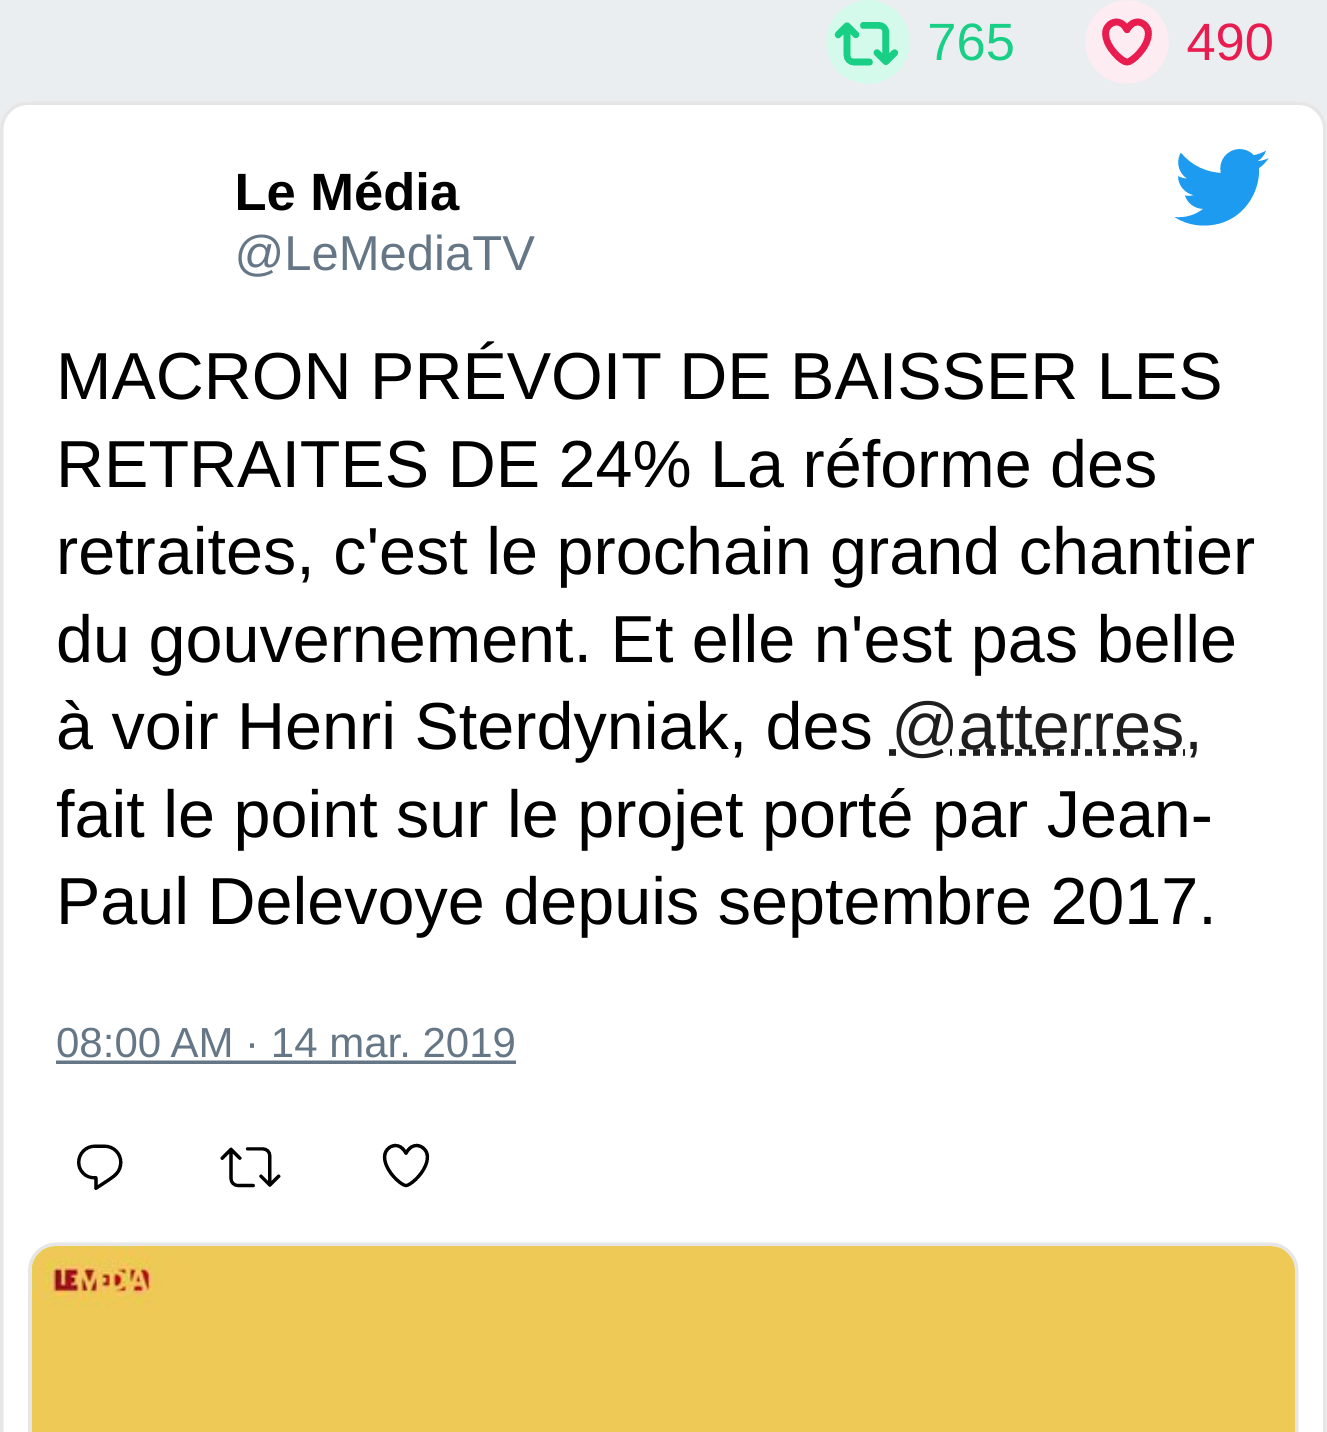 765 490
Le Média
@LeMediaTV
MACRON PRÉVOIT DE BAISSER LES
RETRAITES DE 24% La réforme des
retraites, c'est le prochain grand chantier
du gouvernement. Et elle n'est pas belle
à voir Henri Sterdyniak, des @atterres,
fait le point sur le projet porté par Jean-
Paul Delevoye depuis septembre 2017.
08:00 AM · 14 mar. 2019
LEMEDIA